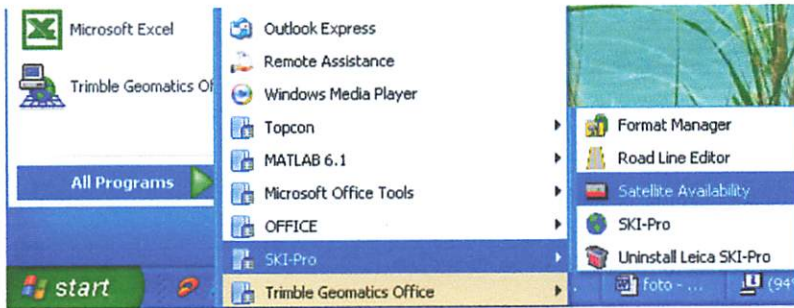 Microsoft Excel
Trimble Geomatics Of
All Programs
start
Outlook Express
Remote Assistance
Windows Media Player
Topcon
MATLAB 6.1
Microsoft Office Tools
OFFICE
SKI-Pro
Trimble Geomatics Office
Format Manager
Road Line Editor
Satellite Availability
SKI-Pro
Uninstall Leica SKI-Pro
foto - ...
(94%